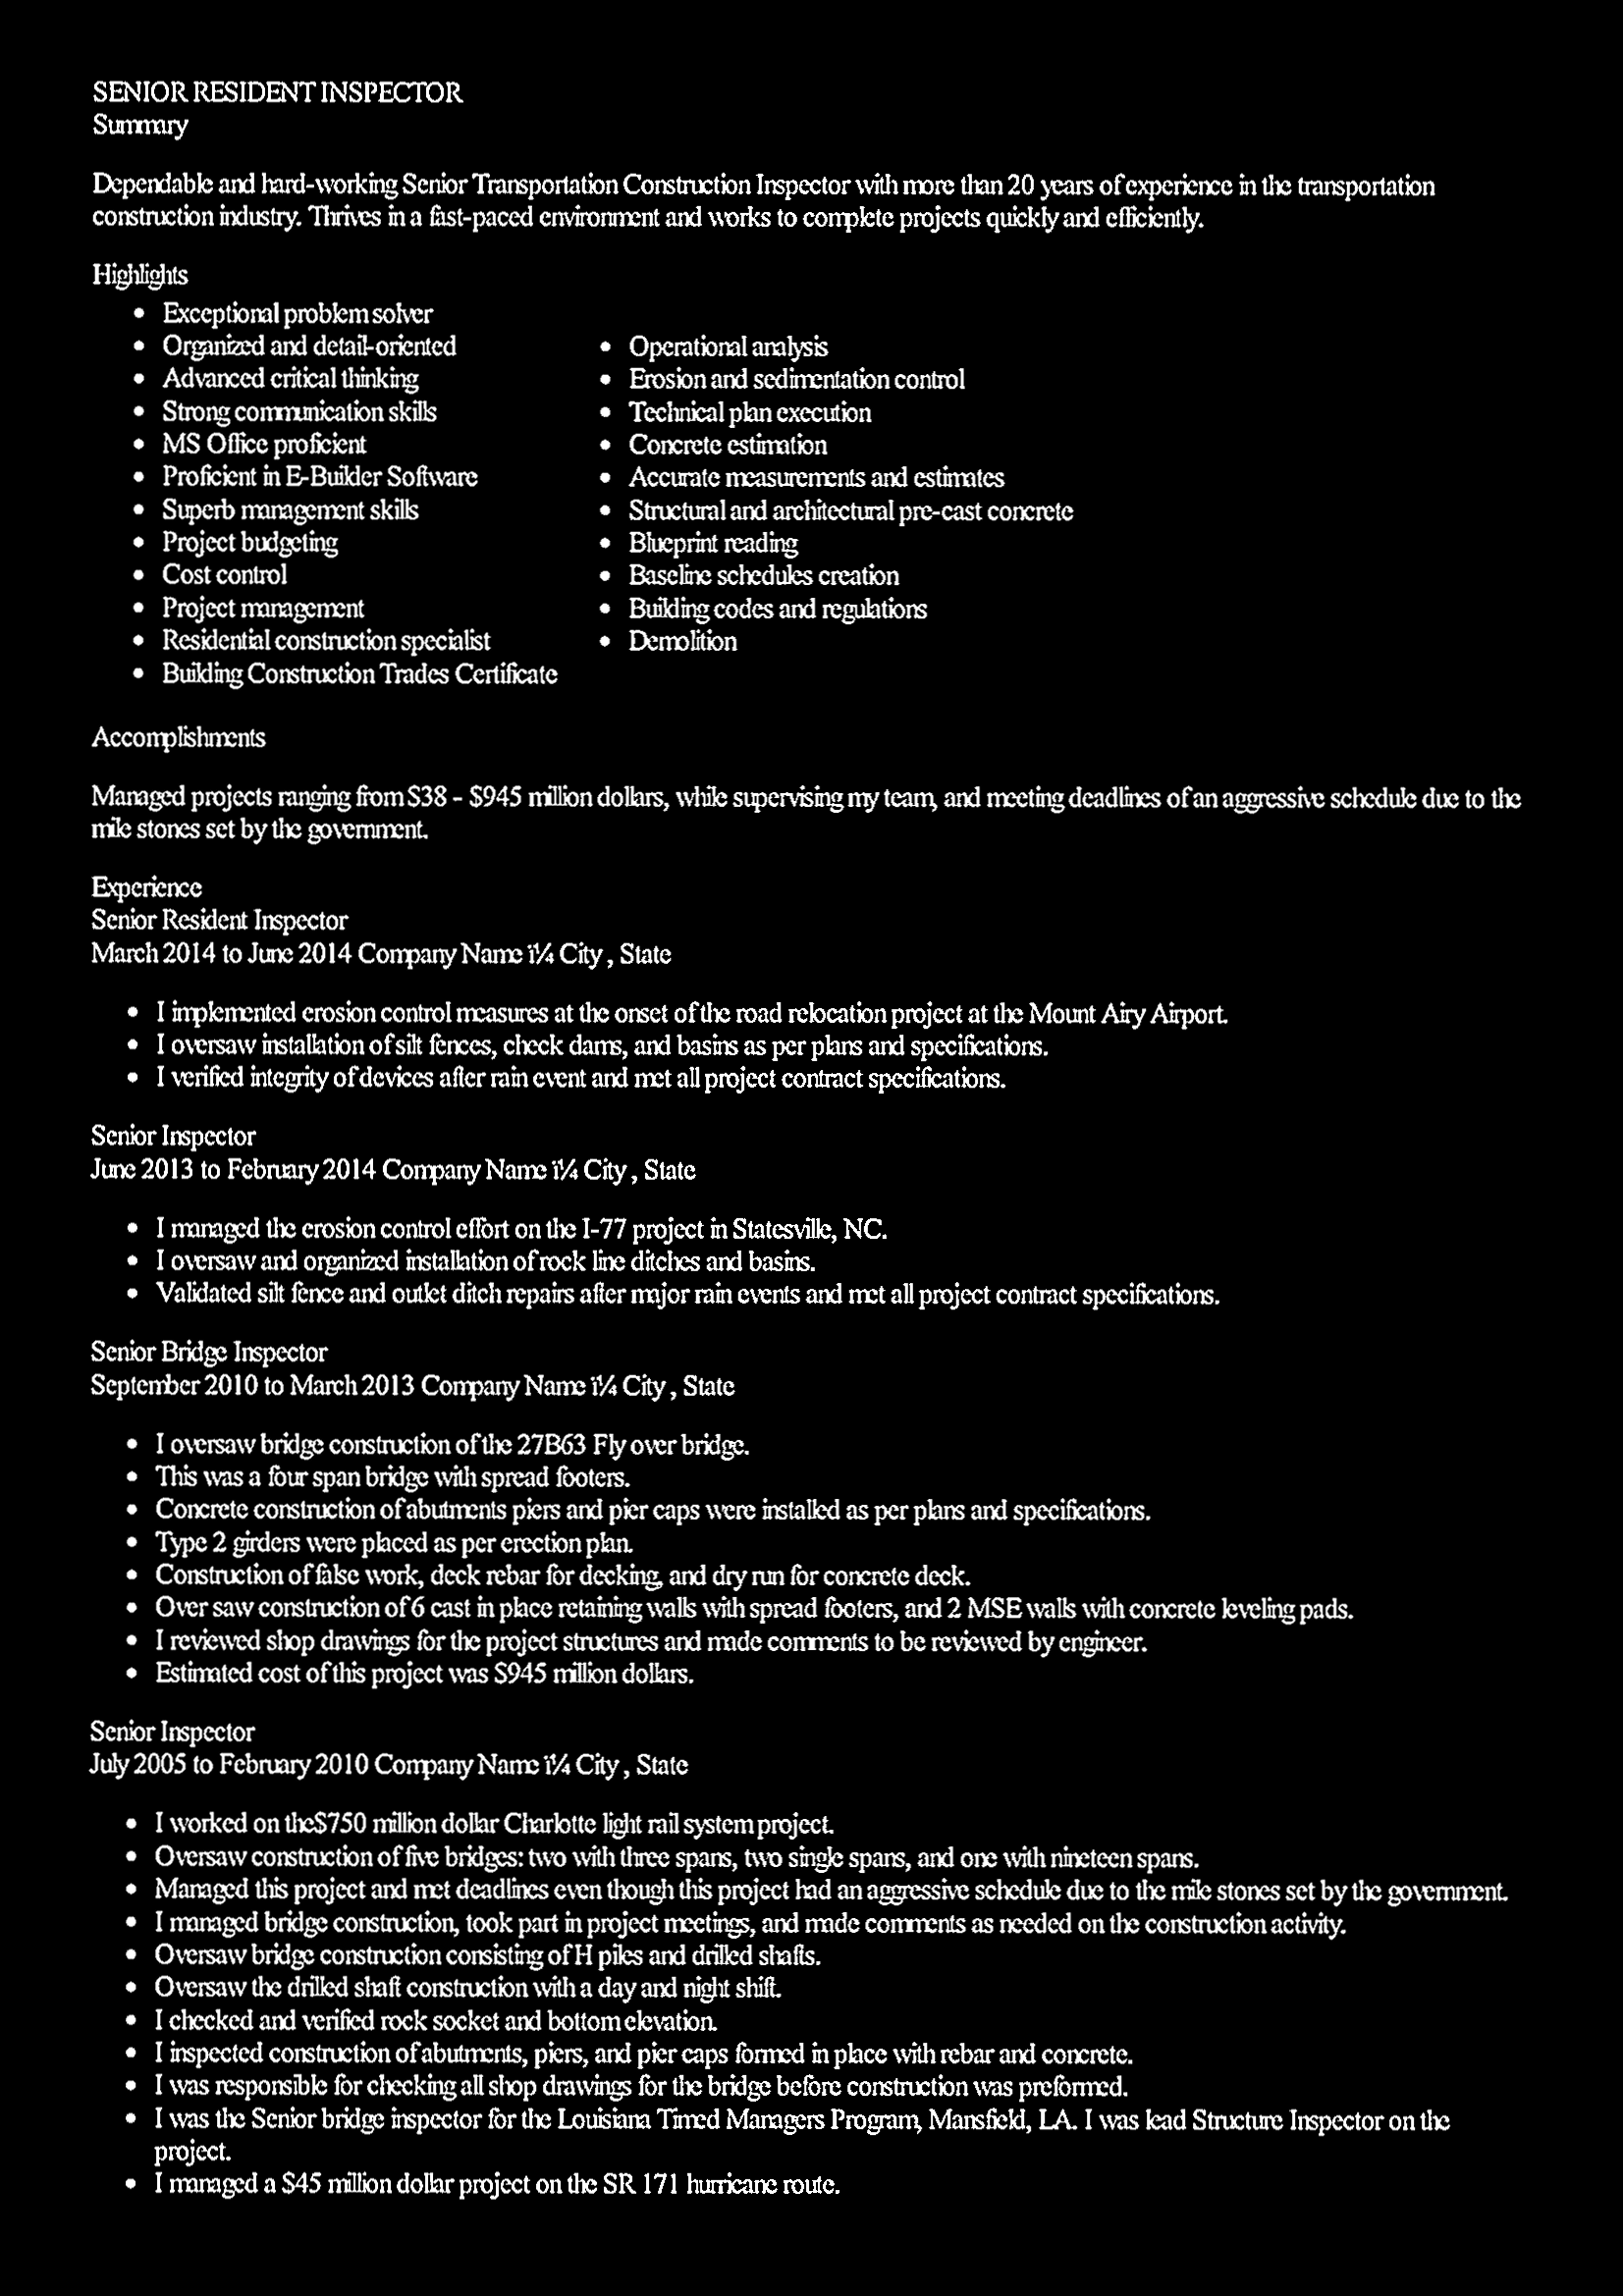 SENIOR RESIDENT INSPECTOR
Summary
Dependable and hard-working Senior Transportation Construction Inspector with more than 20 years of experience in the transportation
construction industry. Thrives in a fast-paced environment and works to complete projects quickly and efficiently.
Highlights
• Exceptional problem solver
• Organized and detail-oriented
• Advanced critical thinking
• Strong communication skills
• MS Office proficient
• Proficient in E-Builder Software
• Superb management skills
• Project budgeting
• Cost control
• Project management
• Residential construction specialist
• Building Construction Trades Certificate
• Operational analysis
• Erosion and sedimentation control
• Technical plan execution
• Concrete estimation
• Accurate measurements and estimates
• Structural and architectural pre-cast concrete
• Blueprint reading
• Baseline schedules creation
• Building codes and regulations
• Demolition
Accomplishments
Managed projects ranging from $38 - $945 million dollars, while supervising my team, and meeting deadlines of an aggressive schedule due to the
mile stones set by the government.
Experience
Senior Resident Inspector
March 2014 to June 2014 Company Name ï¼ City , State
• I implemented erosion control measures at the onset of the road relocation project at the Mount Airy Airport.
• I oversaw installation of silt fences, check dams, and basins as per plans and specifications.
• I verified integrity of devices after rain event and met all project contract specifications.
Senior Inspector
June 2013 to February 2014 Company Name ï¼ City , State
• I managed the erosion control effort on the I-77 project in Statesville, NC.
• I oversaw and organized installation of rock line ditches and basins.
• Validated silt fence and outlet ditch repairs after major rain events and met all project contract specifications.
Senior Bridge Inspector
September 2010 to March 2013 Company Name ï¼ City , State
• I oversaw bridge construction of the 27B63 Fly over bridge.
• This was a four span bridge with spread footers.
• Concrete construction of abutments piers and pier caps were installed as per plans and specifications.
• Type 2 girders were placed as per erection plan.
• Construction of false work, deck rebar for decking, and dry run for concrete deck.
• Over saw construction of 6 cast in place retaining walls with spread footers, and 2 MSE walls with concrete leveling pads.
• I reviewed shop drawings for the project structures and made comments to be reviewed by engineer.
• Estimated cost of this project was $945 million dollars.
Senior Inspector
July 2005 to February 2010 Company Name ï¼ City , State
• I worked on the$750 million dollar Charlotte light rail system project.
• Oversaw construction of five bridges: two with three spans, two single spans, and one with nineteen spans.
• Managed this project and met deadlines even though this project had an aggressive schedule due to the mile stones set by the government.
• I managed bridge construction, took part in project meetings, and made comments as needed on the construction activity.
• Oversaw bridge construction consisting of H piles and drilled shafts.
• Oversaw the drilled shaft construction with a day and night shift.
• I checked and verified rock socket and bottom elevation.
• I inspected construction of abutments, piers, and pier caps formed in place with rebar and concrete.
• I was responsible for checking all shop drawings for the bridge before construction was preformed.
• I was the Senior bridge inspector for the Louisiana Timed Managers Program, Mansfield, LA. I was lead Structure Inspector on the
project.
• I managed a $45 million dollar project on the SR 171 hurricane route.